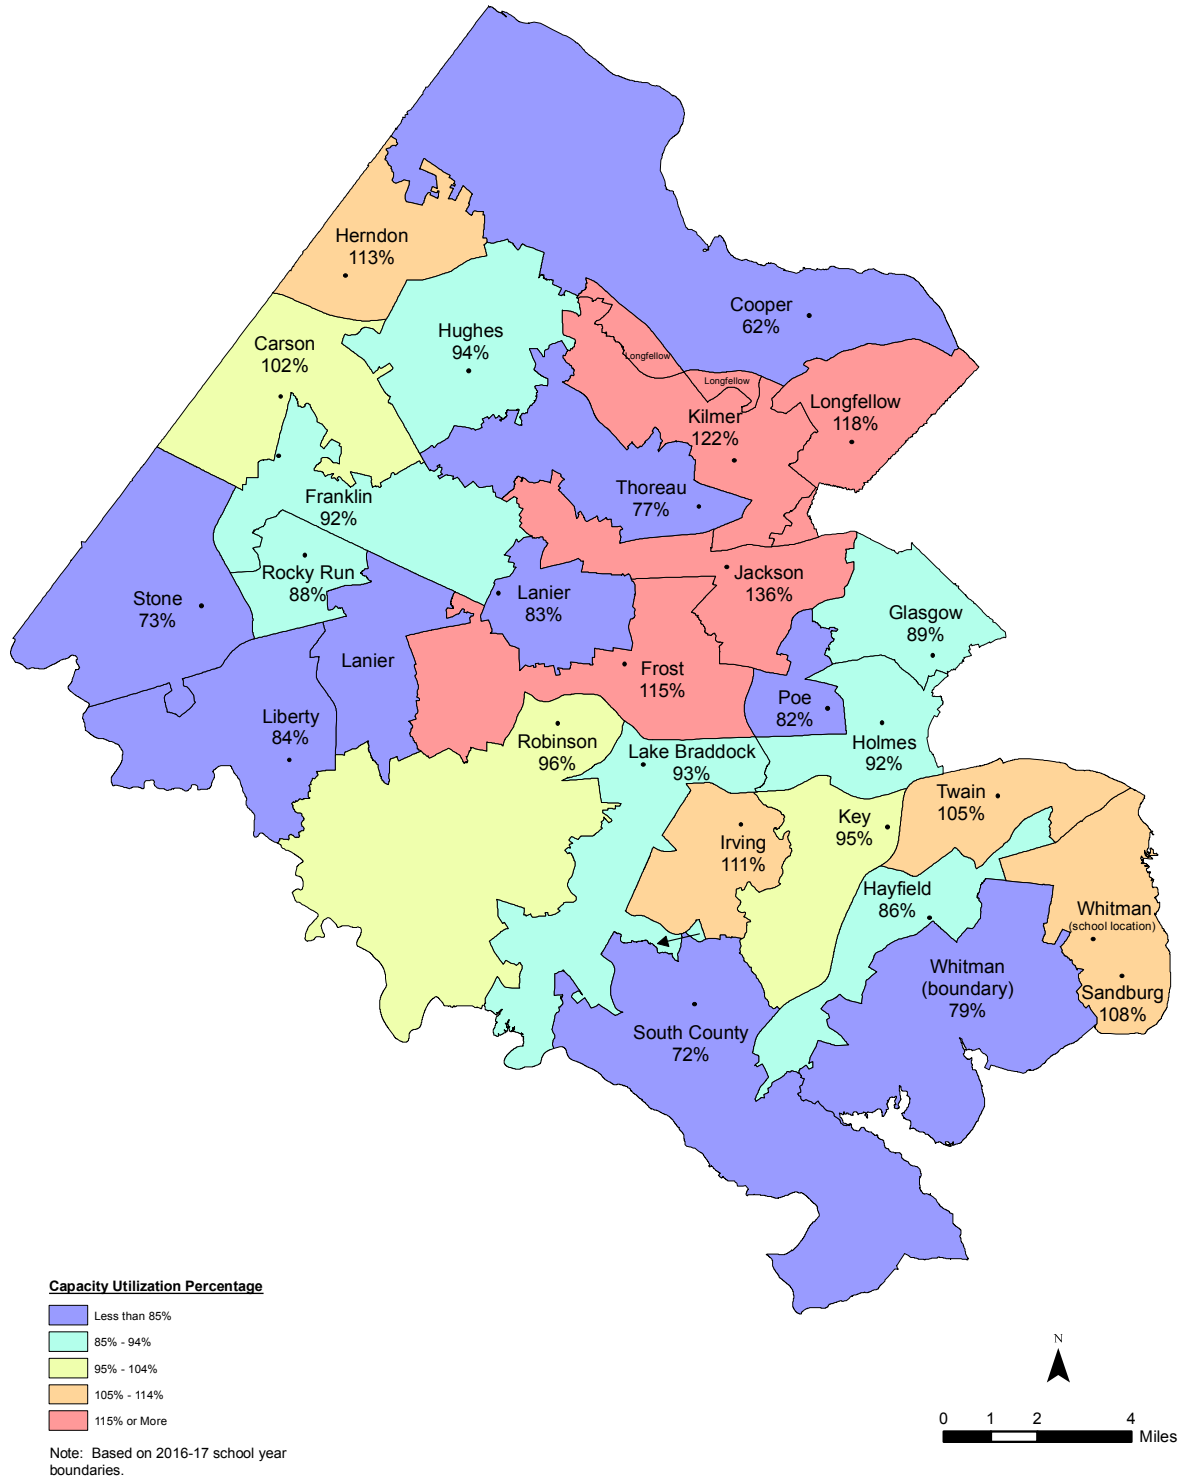 Herndon
113%
Cooper
62%
Hughes
94%
Carson
102%
Longfellow
Longfellow
Longfellow
118%
Kilmer
122%
Thoreau
77%
Franklin
92%
Rocky Run
88%
Jackson
136%
Lanier
83%
Stone
73%
Glasgow
89%
Lanier
Frost
115%
Poe
82%
Liberty
84%
Robinson
96%
Lake Braddock
93%
Holmes
92%
Twain
105%
Key
95%
Irving
111%
Hayfield
86%
Whitman
(school location)
Whitman
(boundary)
79%
Sandburg
108%
South County
72%
Capacity Utilization Percentage
Less than 85%
85% - 94%
95% - 104%
105% - 114%
115% or More
Note: Based on 2016-17 school year
boundaries.
N
0 1 2 4
Miles